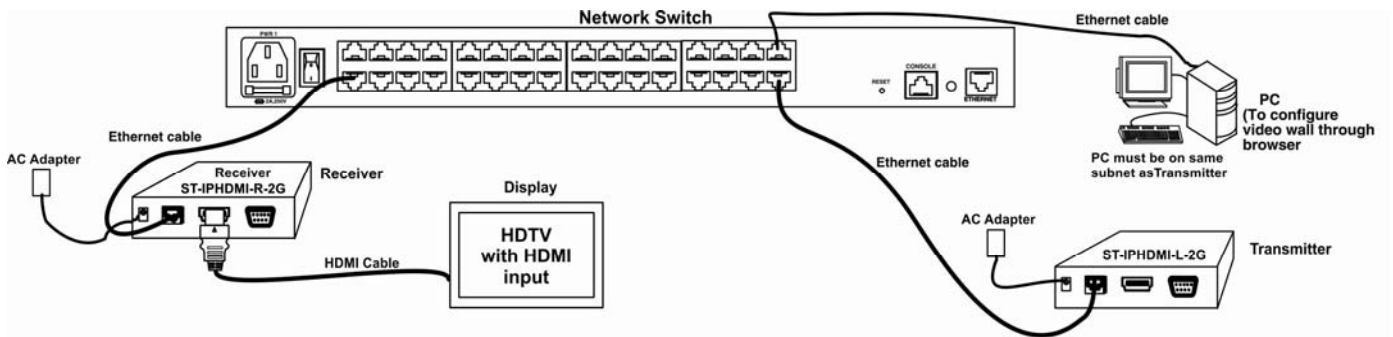 Network Switch
Ethernet cable
PWR 1
2A,250V
RESET
CONSOLE
ETHERNET
PC
(To configure
video wall through
browser
PC must be on same
subnet asTransmitter
Ethernet cable
AC Adapter
Receiver
ST-IPHDMI-R-2G
Receiver
Display
HDTV
with HDMI
input
HDMI Cable
Ethernet cable
AC Adapter
ST-IPHDMI-L-2G
Transmitter